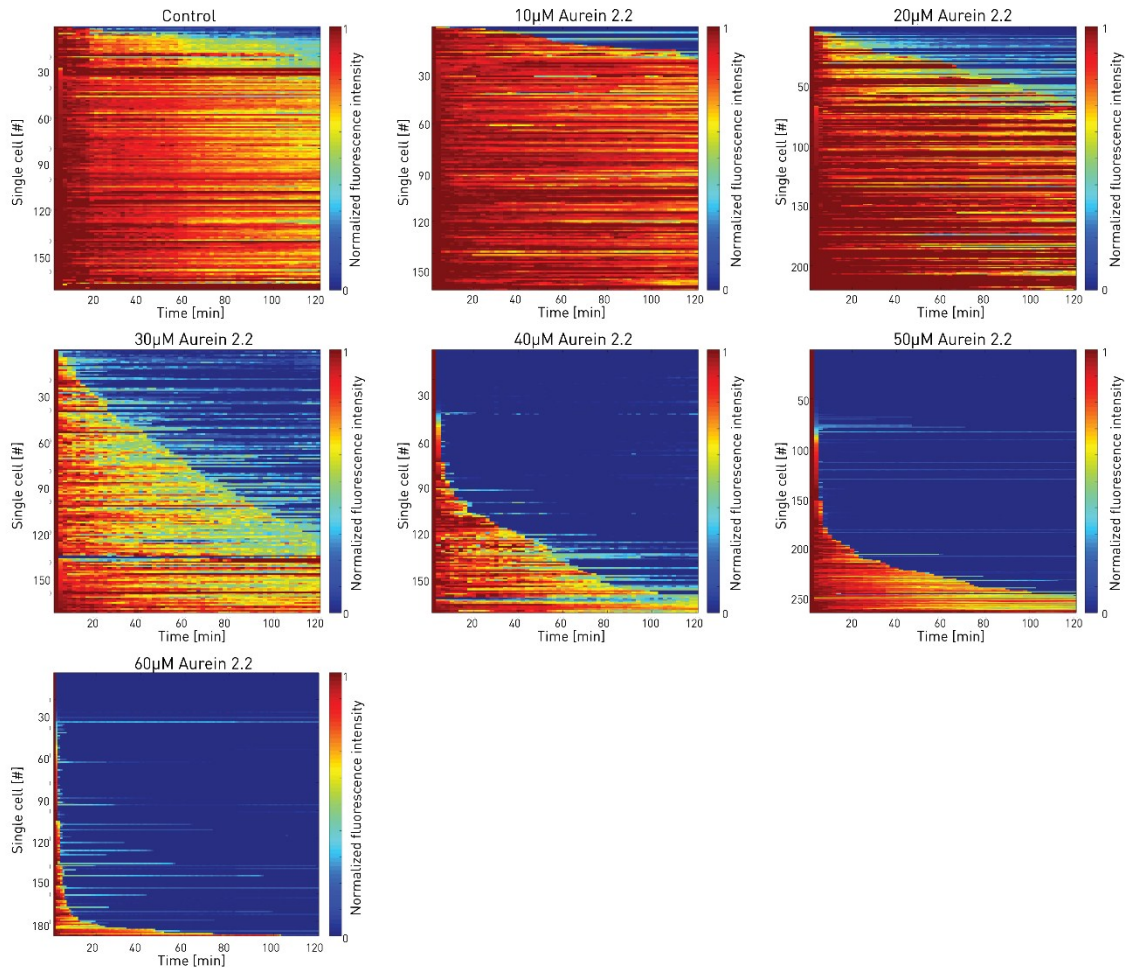 Control
Single cell [#]
30
60
90
120
150
20 40 60 80 100 120
Time [min]
1
0
Normalized fluorescence intensity
10µM Aurein 2.2
Single cell [#]
30
60
90
120
150
20 40 60 80 100 120
Time [min]
1
0
Normalized fluorescence intensity
20µM Aurein 2.2
Single cell [#]
50
100
150
200
20 40 60 80 100 120
Time [min]
1
0
Normalized fluorescence intensity
30µM Aurein 2.2
Single cell [#]
30
60
90
120
150
20 40 60 80 100 120
Time [min]
1
0
Normalized fluorescence intensity
40µM Aurein 2.2
Single cell [#]
30
60
90
120
150
20 40 60 80 100 120
Time [min]
1
0
Normalized fluorescence intensity
50µM Aurein 2.2
Single cell [#]
50
100
150
200
250
20 40 60 80 100 120
Time [min]
1
0
Normalized fluorescence intensity
60µM Aurein 2.2
Single cell [#]
30
60
90
120
150
180
20 40 60 80 100 120
Time [min]
1
0
Normalized fluorescence intensity